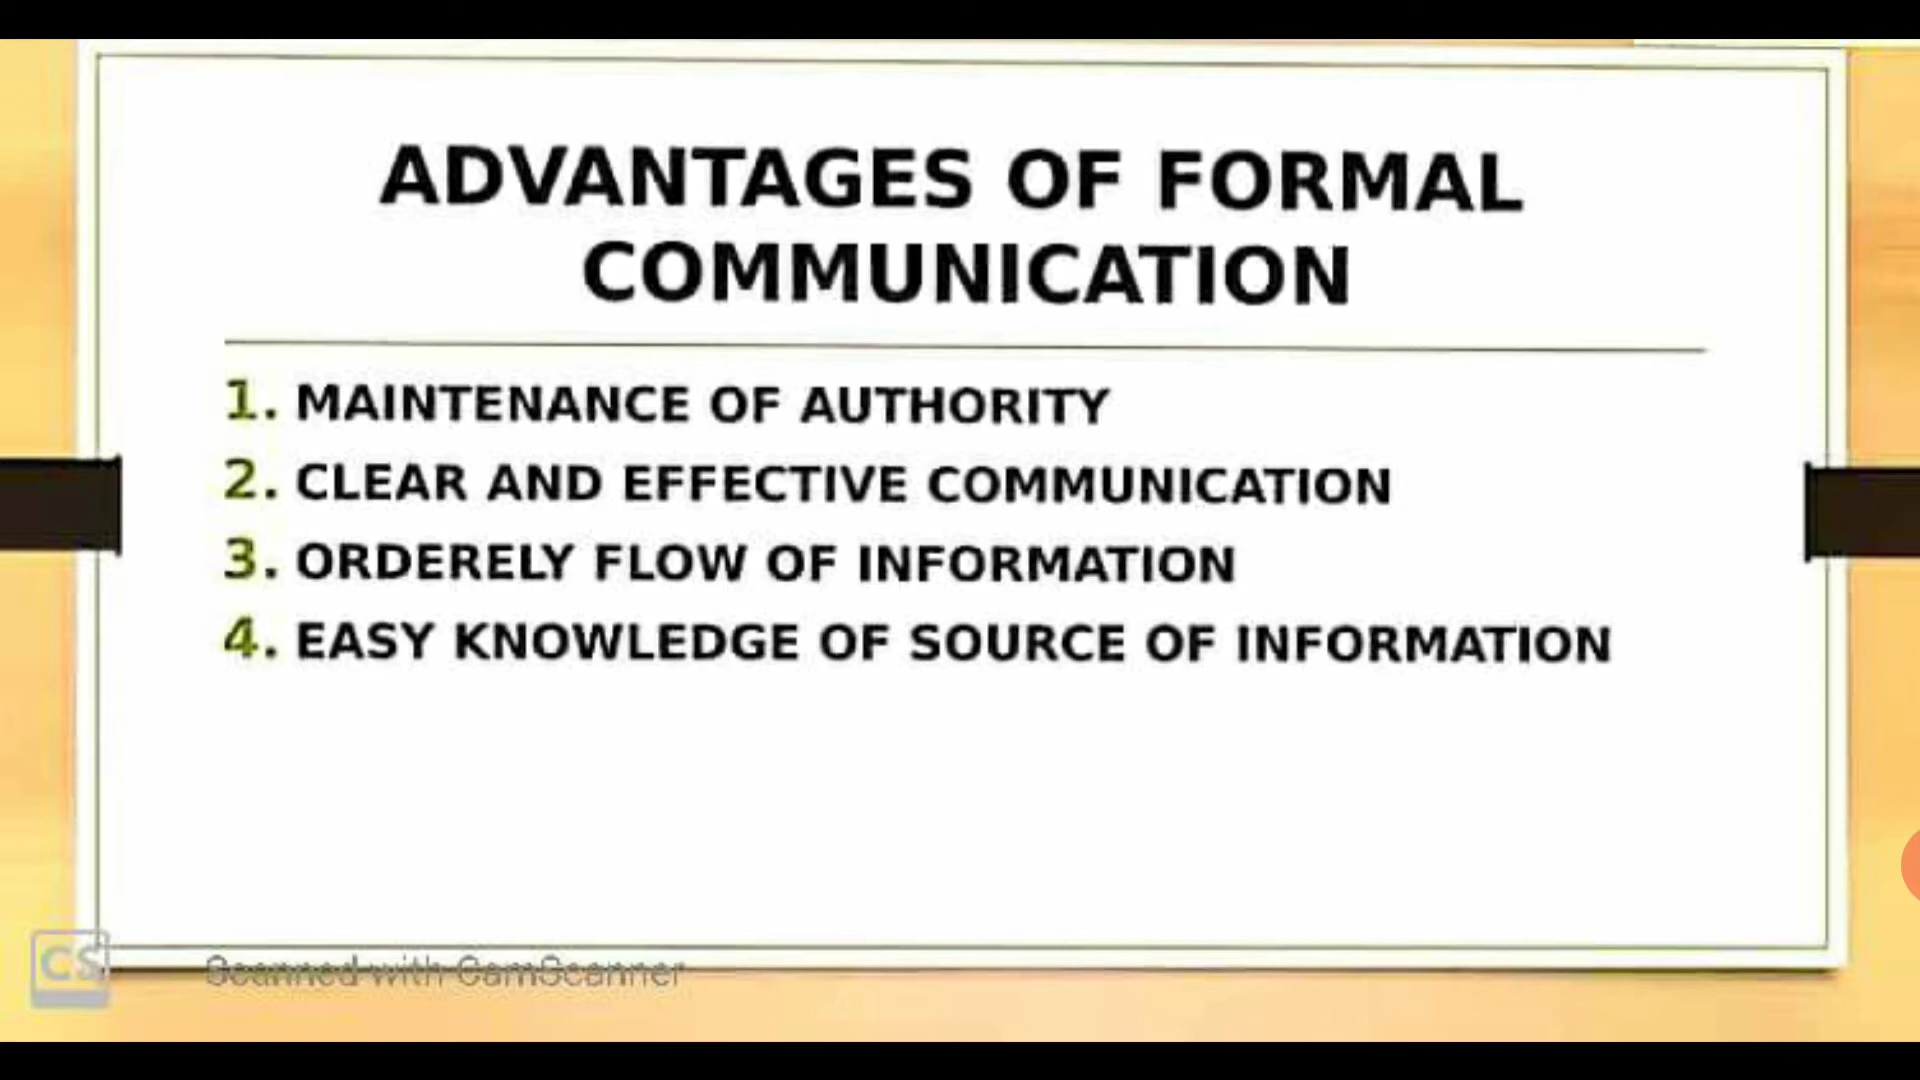 ADVANTAGES OF FORMAL
COMMUNICATION
1. MAINTENANCE OF AUTHORITY
2. CLEAR AND EFFECTIVE COMMUNICATION
3. ORDERELY FLOW OF INFORMATION
4. EASY KNOWLEDGE OF SOURCE OF INFORMATION
CS Scanned with CamScanner